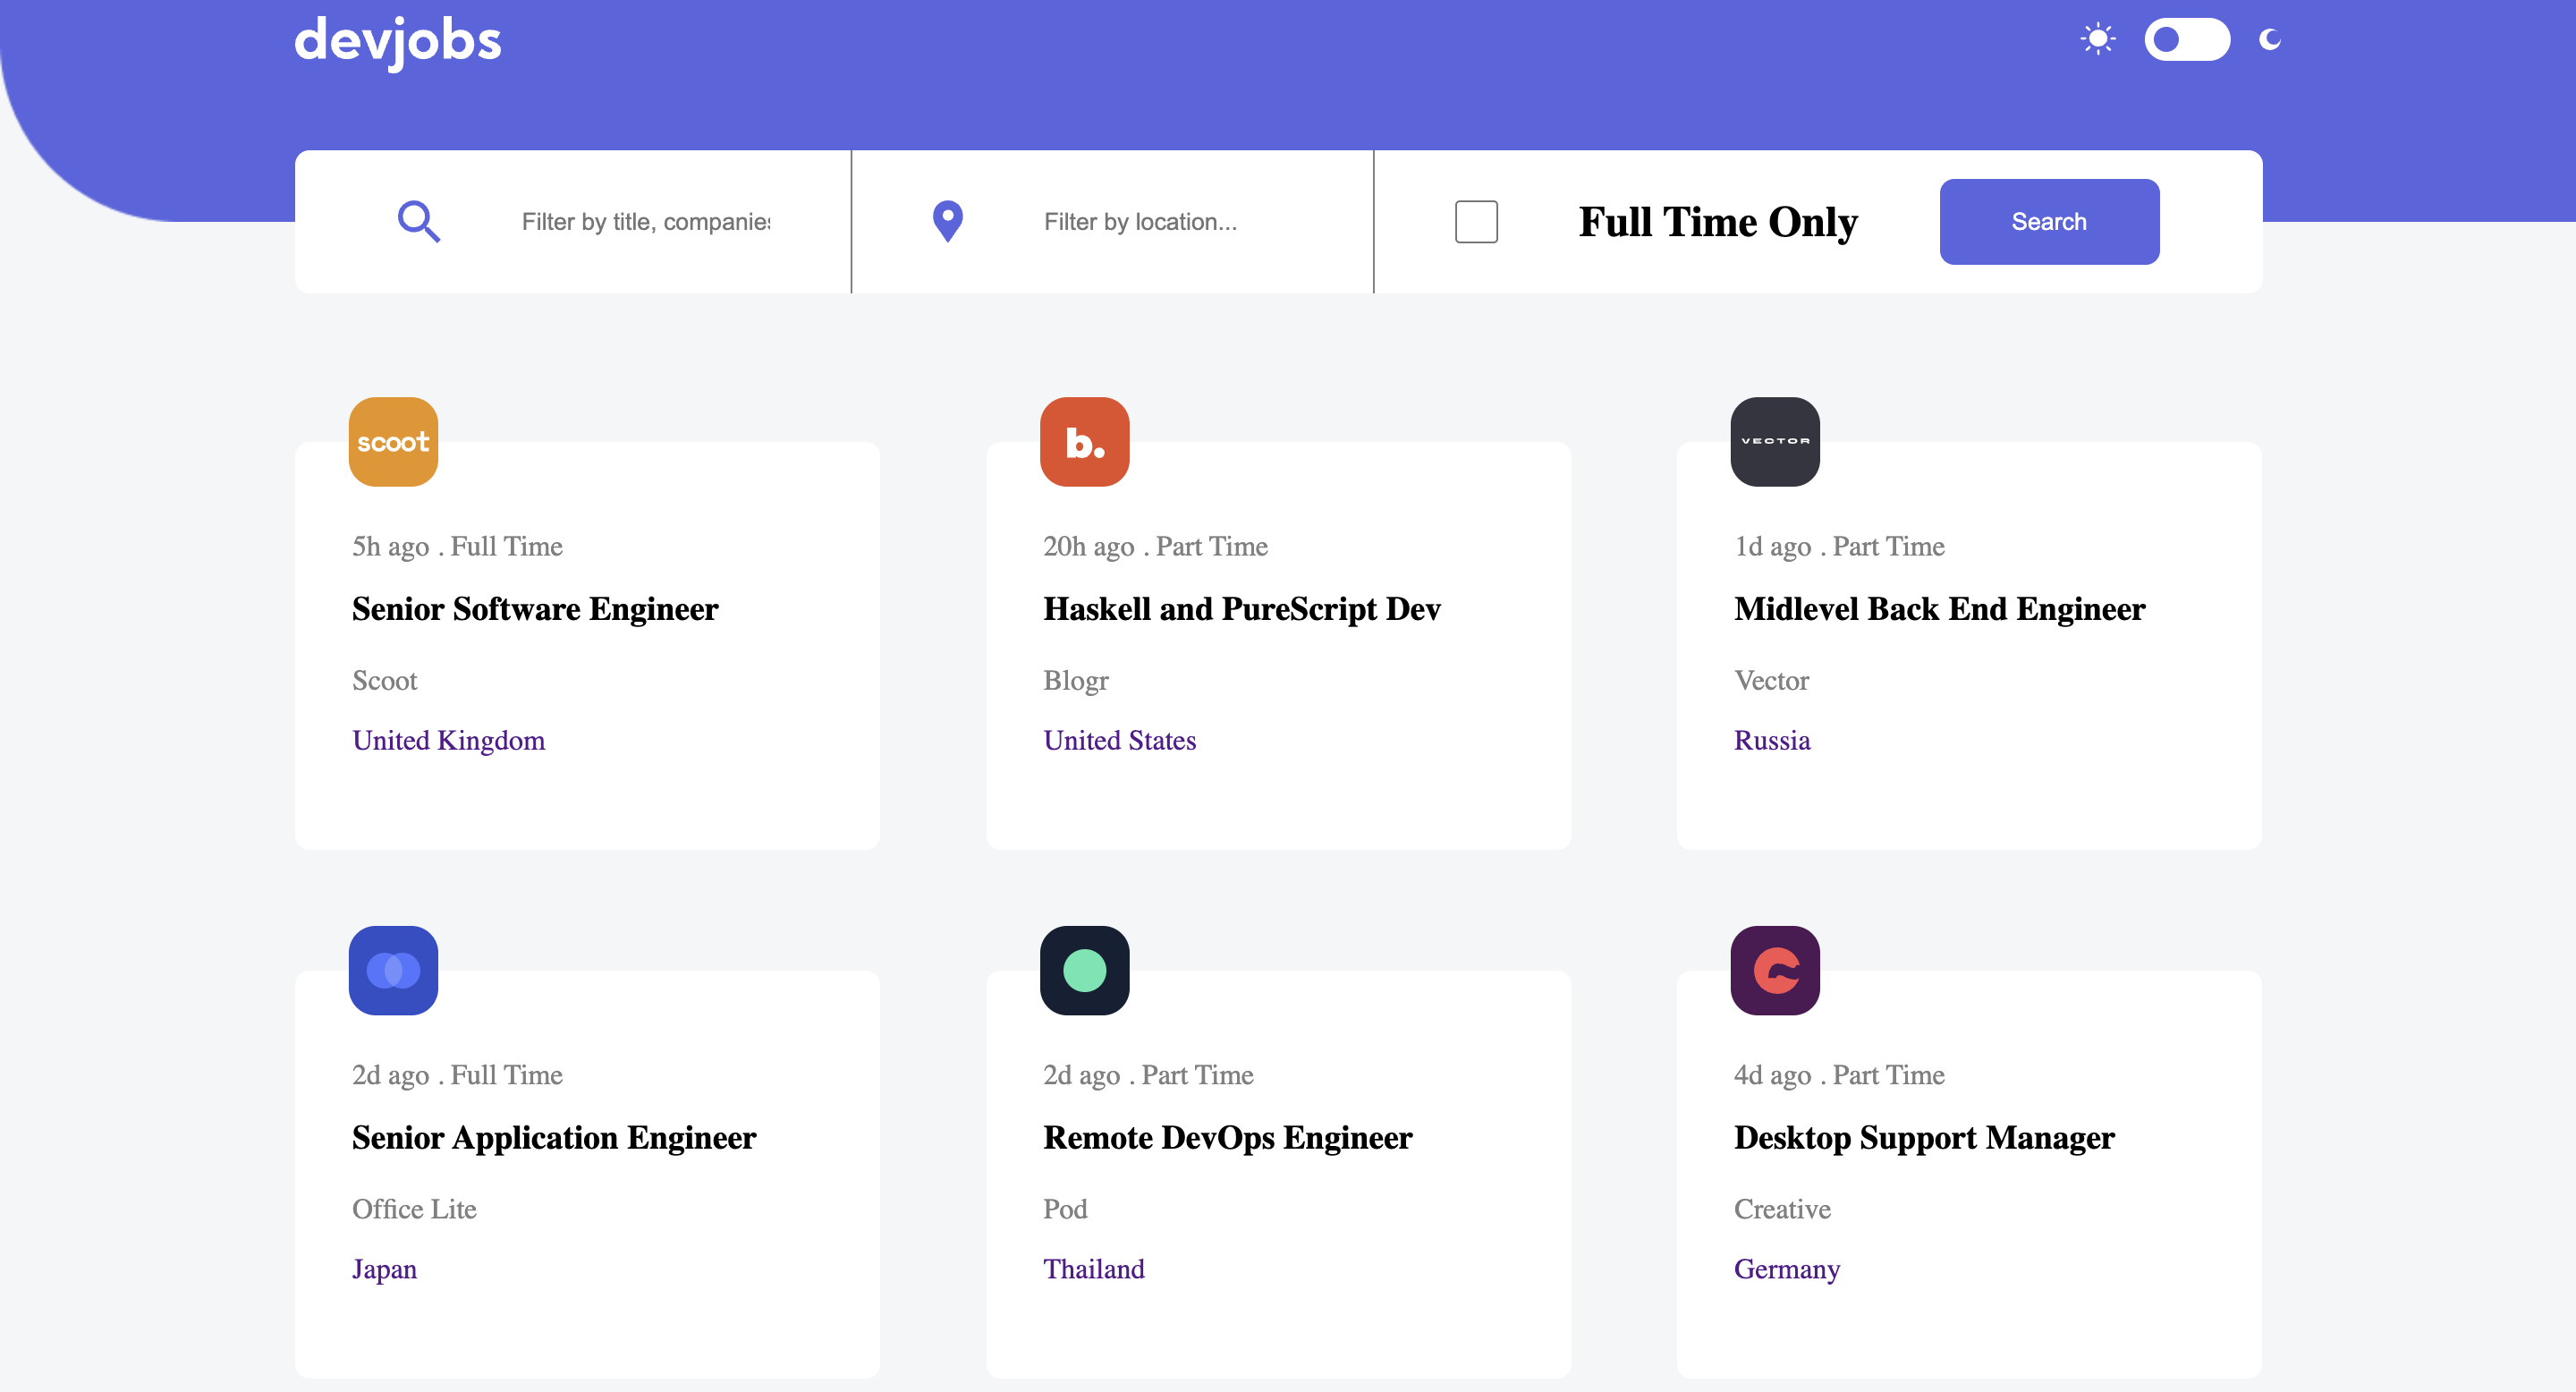 devjobs
Filter by title, companies
Filter by location...
Full Time Only
Search
scoot
b.
VECTOR
5h ago . Full Time
Senior Software Engineer
Scoot
United Kingdom
20h ago . Part Time
Haskell and PureScript Dev
Blogr
United States
1d ago . Part Time
Midlevel Back End Engineer
Vector
Russia
2d ago . Full Time
Senior Application Engineer
Office Lite
Japan
2d ago . Part Time
Remote DevOps Engineer
Pod
Thailand
4d ago . Part Time
Desktop Support Manager
Creative
Germany